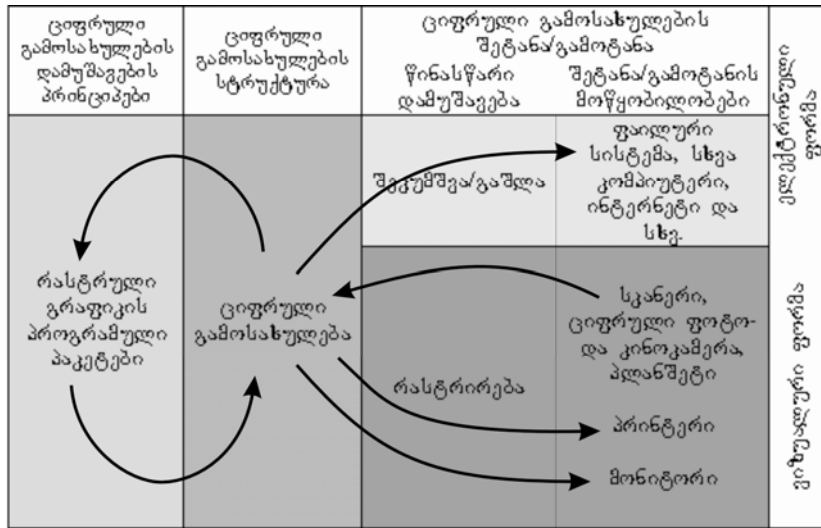 ციფრული
გამოსახულების
დამუშავების
პრინციპები
ციფრული
გამოსახულების
სტრუქტურა
ციფრული გამოსახულების
შეტანა/გამოტანა
წინასწარი
დამუშავება
შეტანა/გამოტანის
მოწყობილობები
ელექტრონული
ფორმა
შეკუმშვა/გაშლა
ფაილური
სისტემა, სხვა
კომპიუტერი,
ინტერნეტი და
სხვ.
რასტრული
გრაფიკის
პროგრამული
პაკეტები
ციფრული
გამოსახულება
რასტრირება
სკანერი,
ციფრული ფოტო-
და კინოკამერა,
პლანშეტი
პრინტერი
მონიტორი
ვიზუალური ფორმა